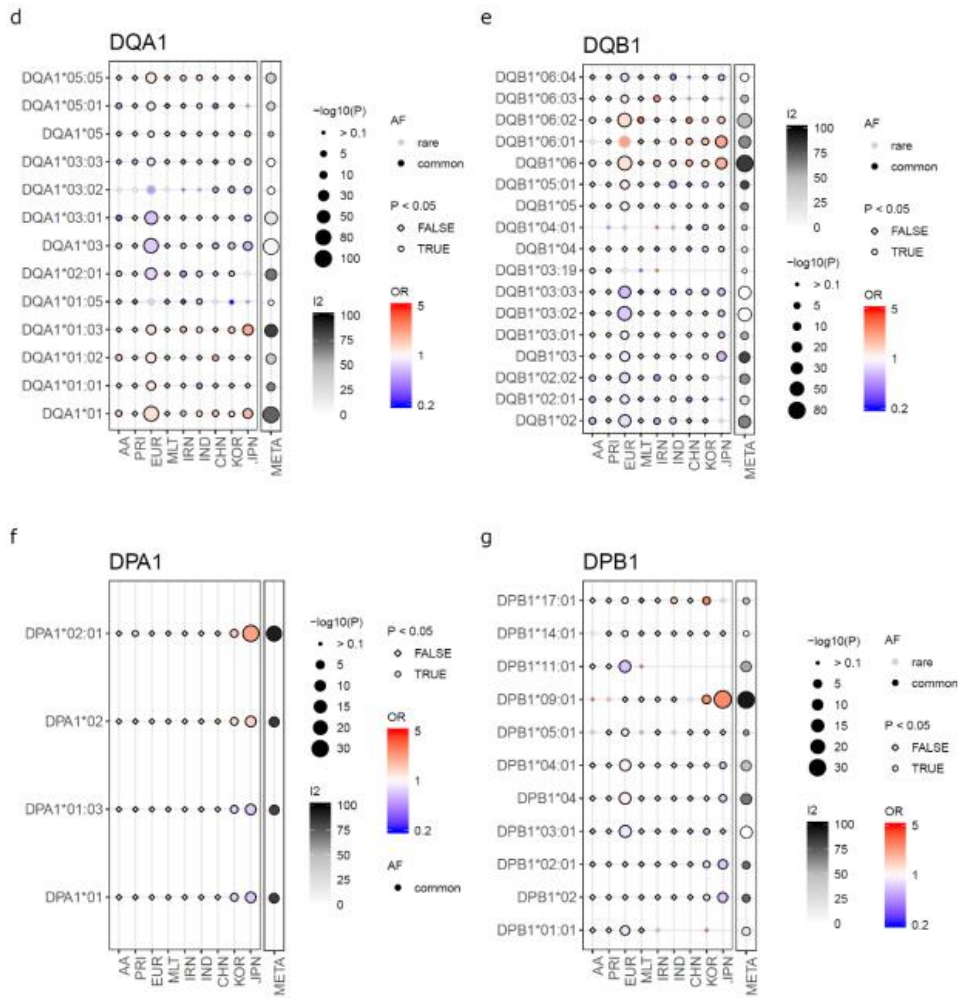 d
DQA1
DQA1*05:05
DQA1*05:01
DQA1*05
DQA1*03:03
DQA1*03:02
DQA1*03:01
DQA1*03
DQA1*02:01
DQA1*01:05
DQA1*01:03
DQA1*01:02
DQA1*01:01
DQA1*01
AA
PRI
EUR
MLT
IRN
IND
CHN
KOR
JPN
META
−log10(P)
> 0.1
5
10
30
50
80
100
I2
100
75
50
25
0
AF
rare
common
P < 0.05
FALSE
TRUE
OR
5
1
0.2
e
DQB1
DQB1*06:04
DQB1*06:03
DQB1*06:02
DQB1*06:01
DQB1*06
DQB1*05:01
DQB1*05
DQB1*04:01
DQB1*04
DQB1*03:19
DQB1*03:03
DQB1*03:02
DQB1*03:01
DQB1*03
DQB1*02:02
DQB1*02:01
DQB1*02
AA
PRI
EUR
MLT
IRN
IND
CHN
KOR
JPN
META
I2
100
75
50
25
0
−log10(P)
> 0.1
5
10
20
30
50
80
AF
rare
common
P < 0.05
FALSE
TRUE
OR
5
1
0.2
f
DPA1
DPA1*02:01
DPA1*02
DPA1*01:03
DPA1*01
AA
PRI
EUR
MLT
IRN
IND
CHN
KOR
JPN
META
−log10(P)
> 0.1
5
10
15
20
30
I2
100
75
50
25
0
P < 0.05
FALSE
TRUE
OR
5
1
0.2
AF
common
g
DPB1
DPB1*17:01
DPB1*14:01
DPB1*11:01
DPB1*09:01
DPB1*05:01
DPB1*04:01
DPB1*04
DPB1*03:01
DPB1*02:01
DPB1*02
DPB1*01:01
AA
PRI
EUR
MLT
IRN
IND
CHN
KOR
JPN
META
−log10(P)
> 0.1
5
10
15
20
30
I2
100
75
50
25
0
AF
rare
common
P < 0.05
FALSE
TRUE
OR
5
1
0.2